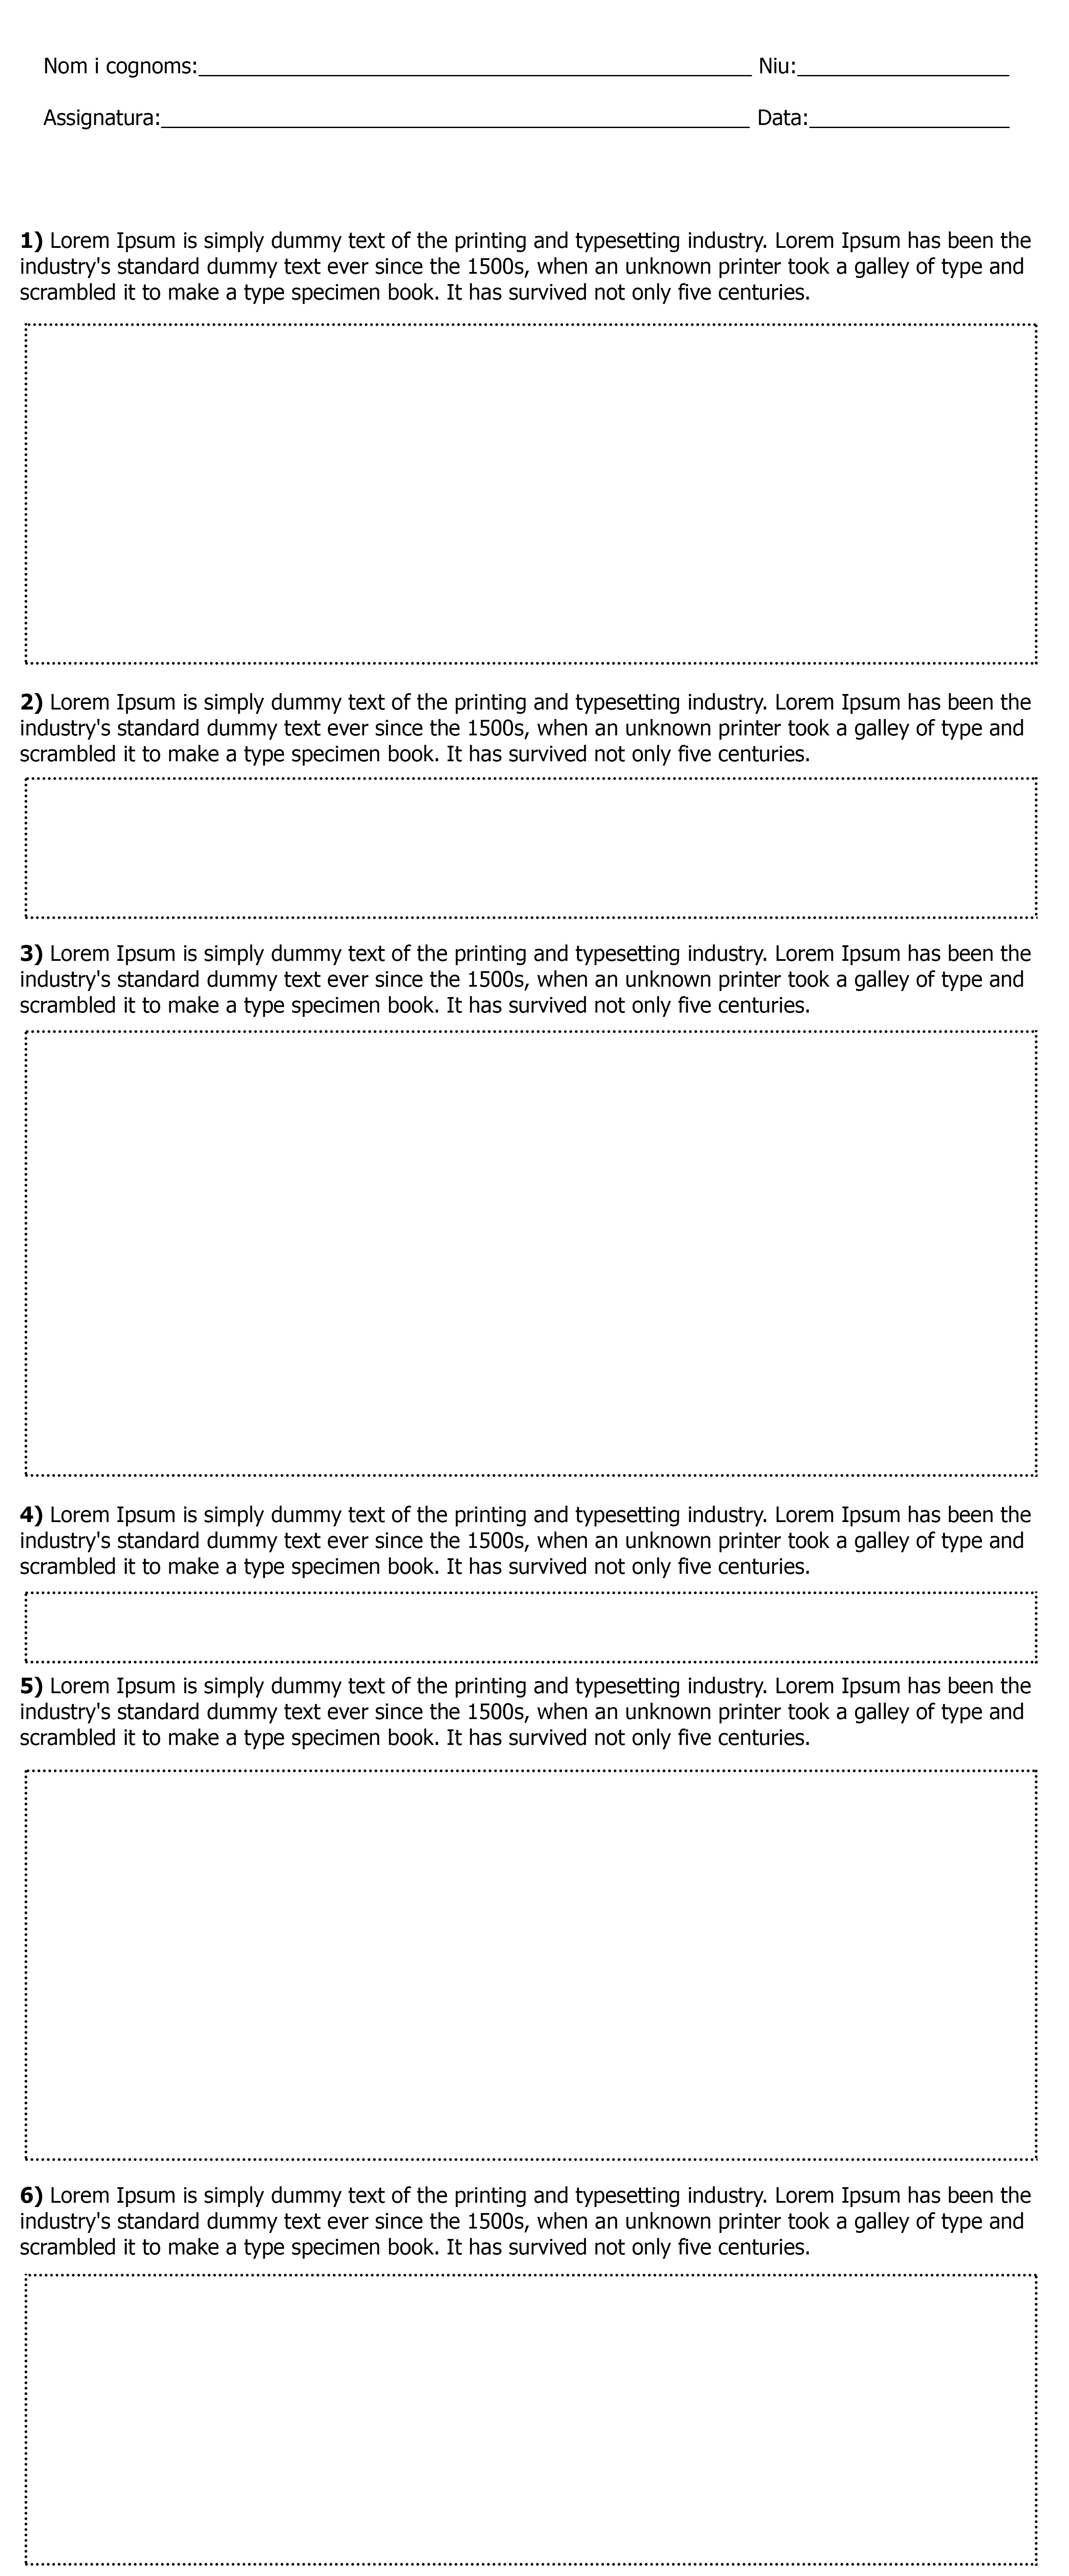 Nom i cognoms:__________ Niu:__________
Assignatura:__________ Data:__________
1) Lorem Ipsum is simply dummy text of the printing and typesetting industry. Lorem Ipsum has been the
industry's standard dummy text ever since the 1500s, when an unknown printer took a galley of type and
scrambled it to make a type specimen book. It has survived not only five centuries.
2) Lorem Ipsum is simply dummy text of the printing and typesetting industry. Lorem Ipsum has been the
industry's standard dummy text ever since the 1500s, when an unknown printer took a galley of type and
scrambled it to make a type specimen book. It has survived not only five centuries.
3) Lorem Ipsum is simply dummy text of the printing and typesetting industry. Lorem Ipsum has been the
industry's standard dummy text ever since the 1500s, when an unknown printer took a galley of type and
scrambled it to make a type specimen book. It has survived not only five centuries.
4) Lorem Ipsum is simply dummy text of the printing and typesetting industry. Lorem Ipsum has been the
industry's standard dummy text ever since the 1500s, when an unknown printer took a galley of type and
scrambled it to make a type specimen book. It has survived not only five centuries.
5) Lorem Ipsum is simply dummy text of the printing and typesetting industry. Lorem Ipsum has been the
industry's standard dummy text ever since the 1500s, when an unknown printer took a galley of type and
scrambled it to make a type specimen book. It has survived not only five centuries.
6) Lorem Ipsum is simply dummy text of the printing and typesetting industry. Lorem Ipsum has been the
industry's standard dummy text ever since the 1500s, when an unknown printer took a galley of type and
scrambled it to make a type specimen book. It has survived not only five centuries.